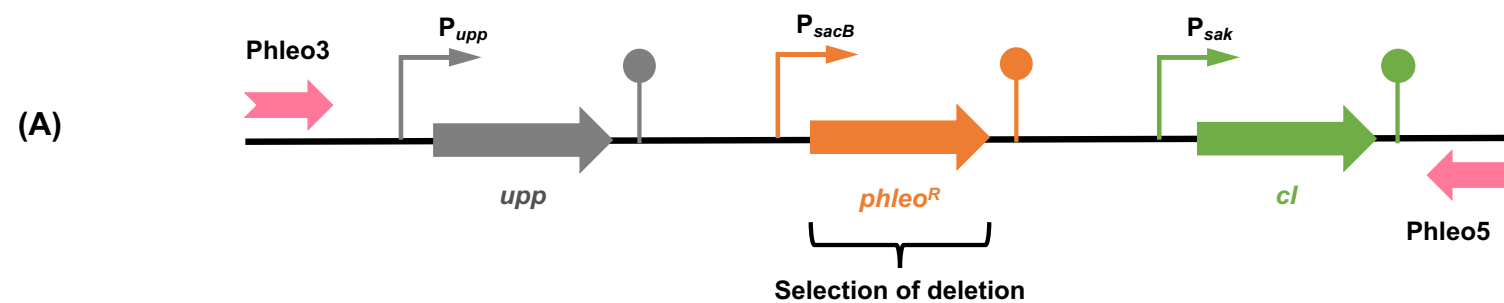 (A)
Phleo3
Pupp
PsacB
Psak
upp
phleoR
cI
Phleo5
Selection of deletion